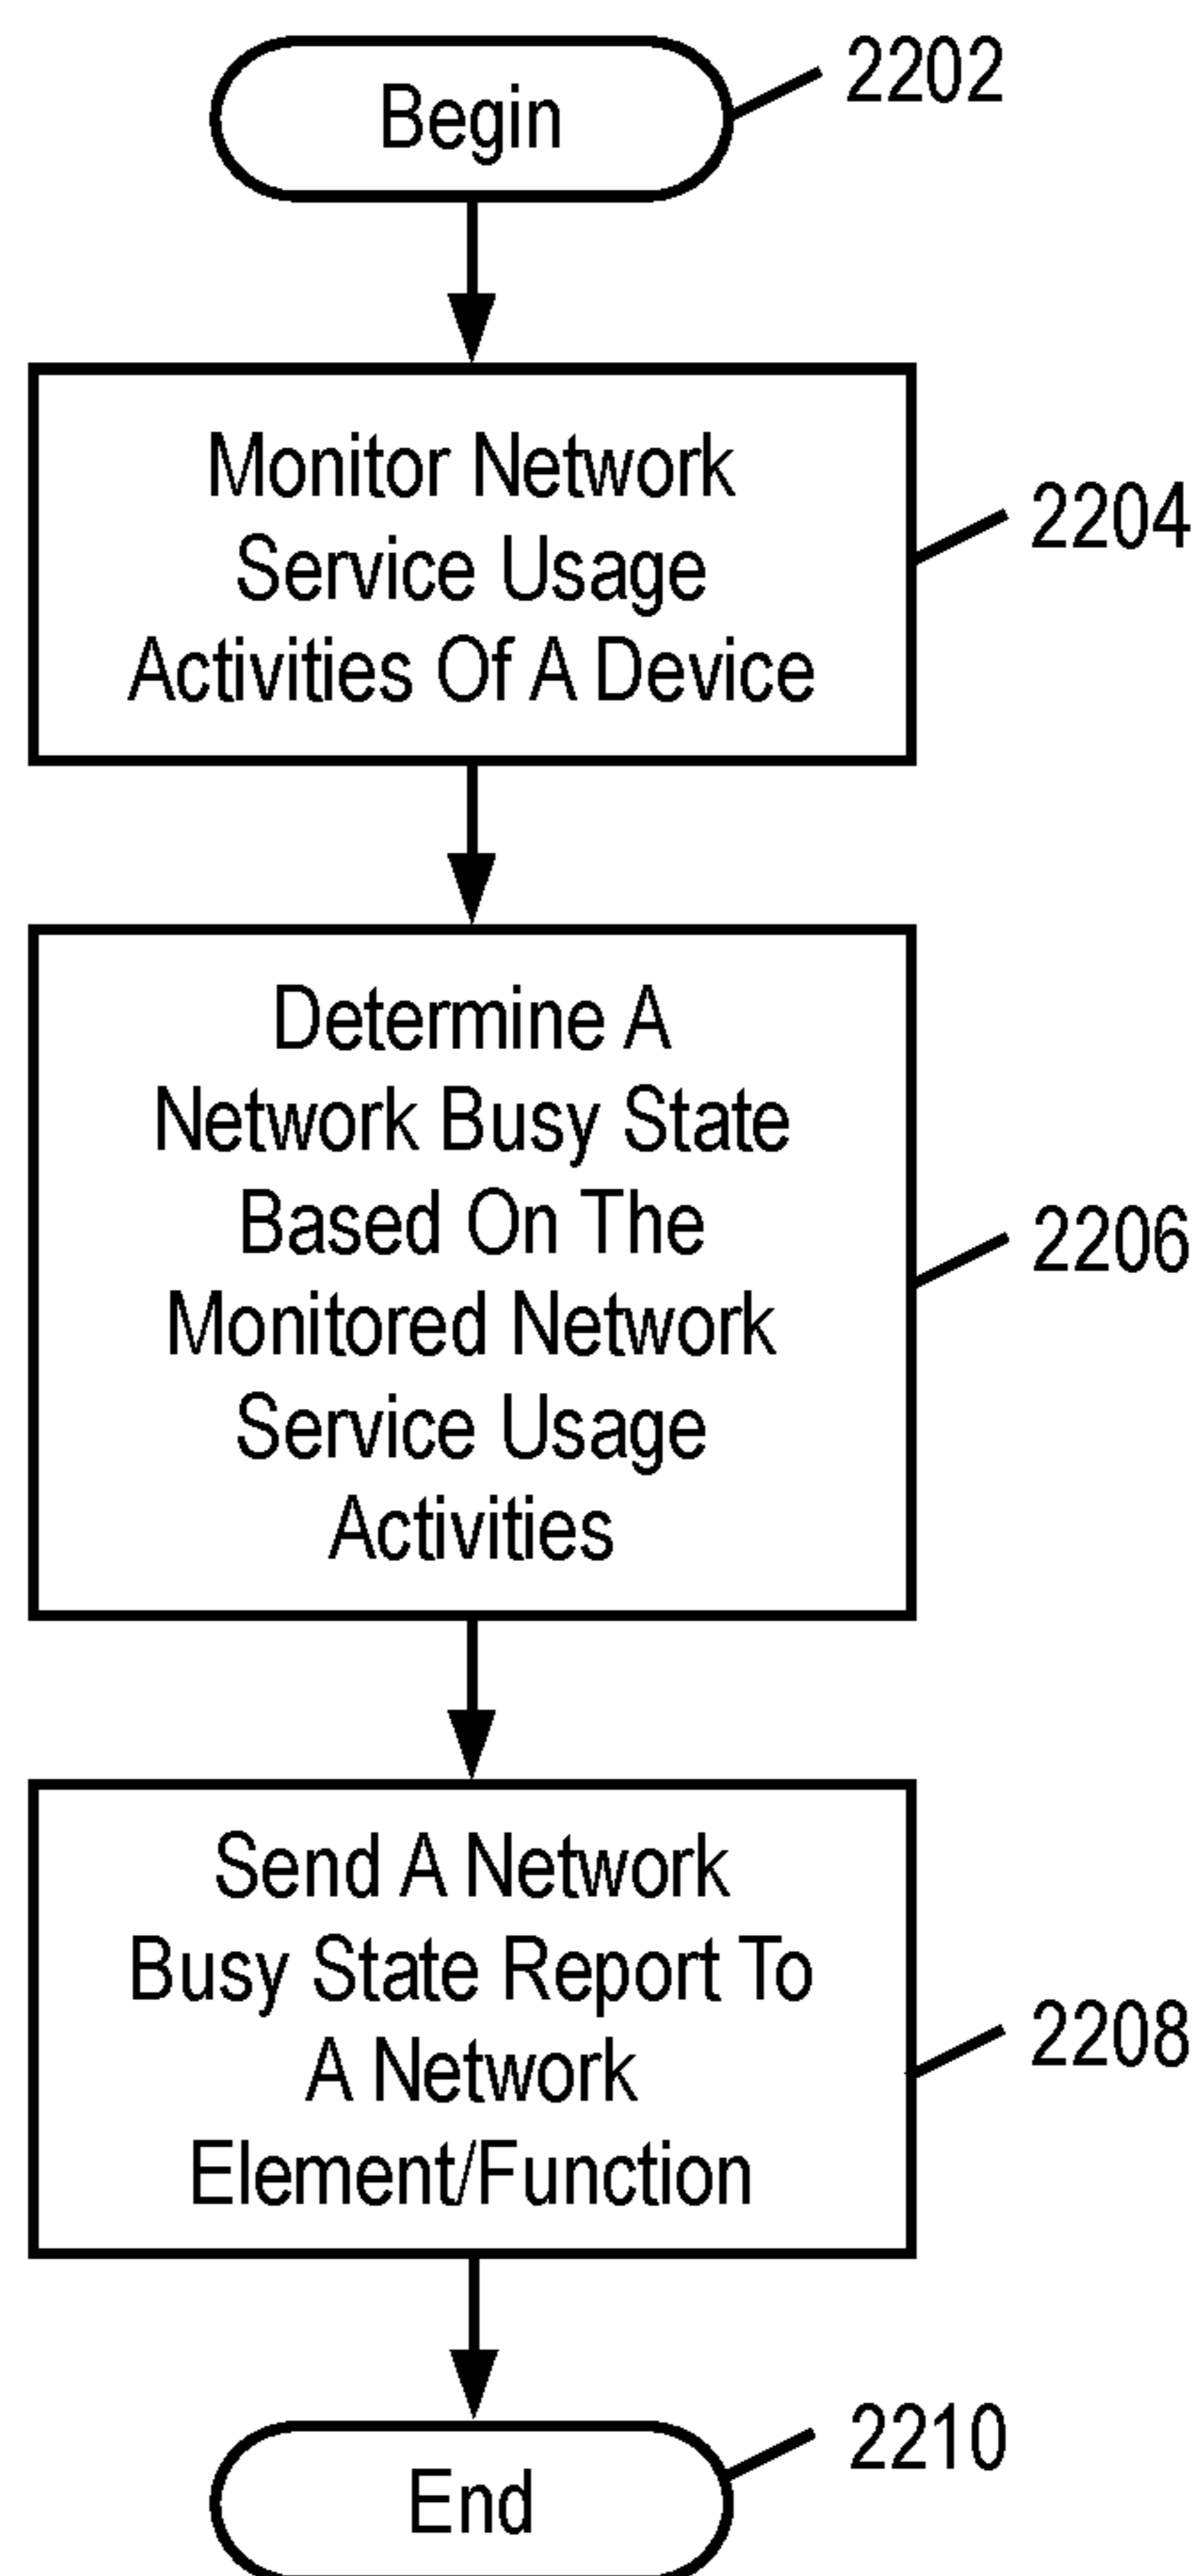 Begin
2202
Monitor Network
Service Usage
Activities Of A Device
2204
Determine A
Network Busy State
Based On The
Monitored Network
Service Usage
Activities
2206
Send A Network
Busy State Report To
A Network
Element/Function
2208
End
2210